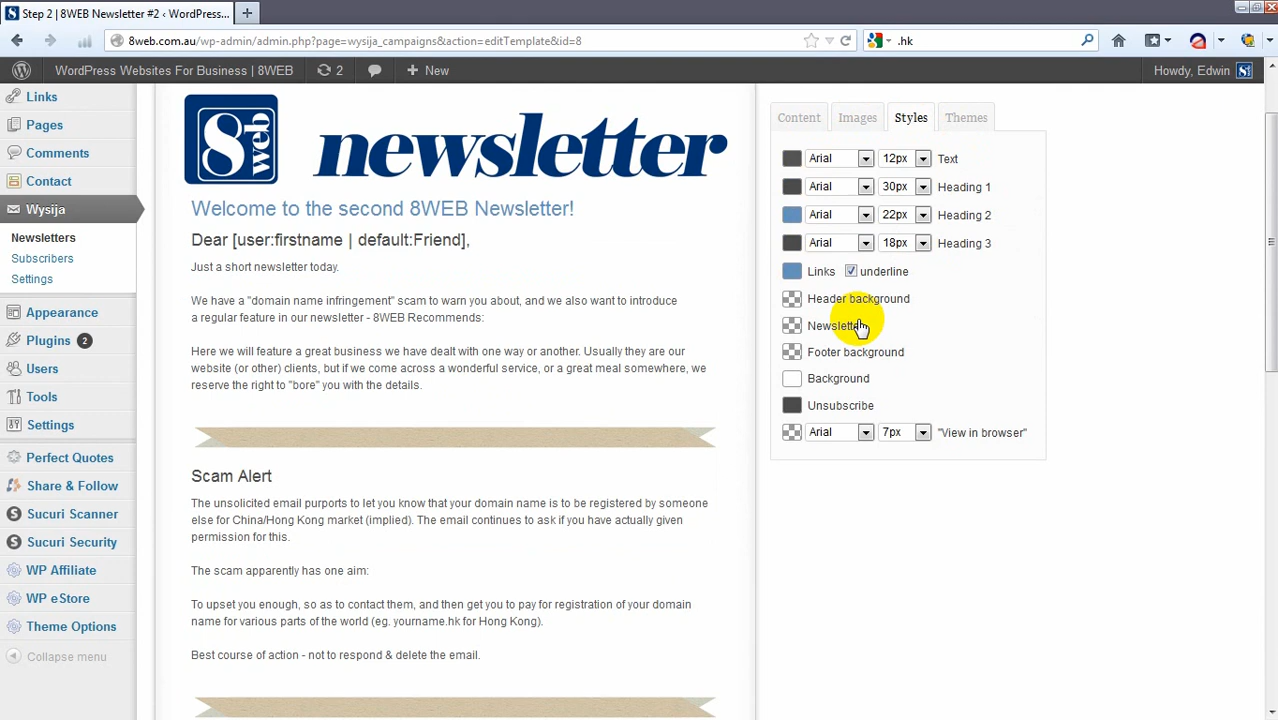 Step 2 | 8WEB Newsletter #2 ‹ WordPress...
8web.com.au/wp-admin/admin.php?page=wysija_campaigns&action=editTemplate&id=8
.hk
WordPress Websites For Business | 8WEB
2
New
Howdy, Edwin
Links
Pages
Comments
Contact
Wysija
Newsletters
Subscribers
Settings
Appearance
Plugins 2
Users
Tools
Settings
Perfect Quotes
Share & Follow
Sucuri Scanner
Sucuri Security
WP Affiliate
WP eStore
Theme Options
Collapse menu
8web newsletter
Welcome to the second 8WEB Newsletter!
Dear [user:firstname | default:Friend],
Just a short newsletter today.
We have a "domain name infringement" scam to warn you about, and we also want to introduce
a regular feature in our newsletter - 8WEB Recommends:
Here we will feature a great business we have dealt with one way or another. Usually they are our
website (or other) clients, but if we come across a wonderful service, or a great meal somewhere, we
reserve the right to "bore" you with the details.
Scam Alert
The unsolicited email purports to let you know that your domain name is to be registered by someone
else for China/Hong Kong market (implied). The email continues to ask if you have actually given
permission for this.
The scam apparently has one aim:
To upset you enough, so as to contact them, and then get you to pay for registration of your domain
name for various parts of the world (eg. yourname.hk for Hong Kong).
Best course of action - not to respond & delete the email.
Content Images Styles Themes
Arial 12px Text
Arial 30px Heading 1
Arial 22px Heading 2
Arial 18px Heading 3
Links underline
Header background
Newsletter
Footer background
Background
Unsubscribe
Arial 7px "View in browser"